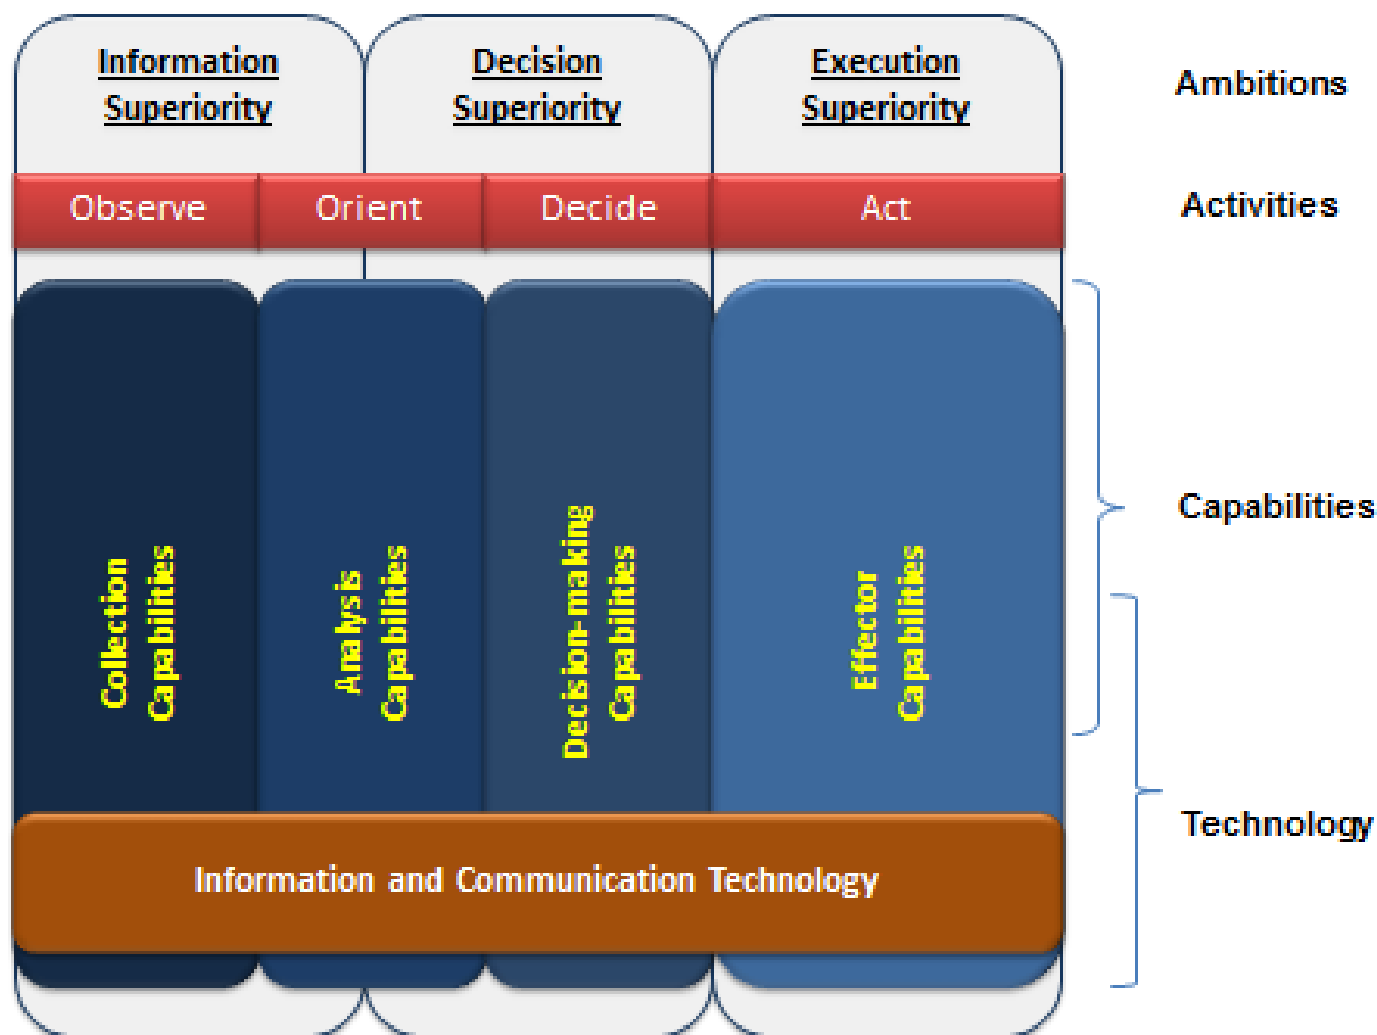 Information
Superiority
Decision
Superiority
Execution
Superiority
Ambitions
Observe
Orient
Decide
Act
Activities
Collection
Capabilities
Analysis
Capabilities
Decision-making
Capabilities
Effector
Capabilities
Capabilities
Technology
Information and Communication Technology